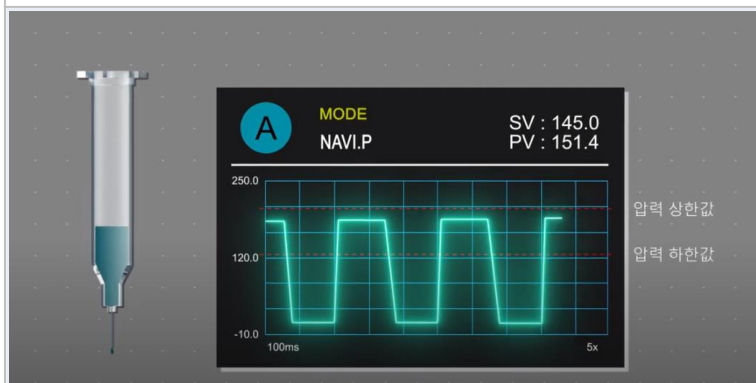 A
MODE
NAVI.P
SV : 145.0
PV : 151.4
250.0
압력 상한값
120.0
압력 하한값
-10.0
100ms
5x